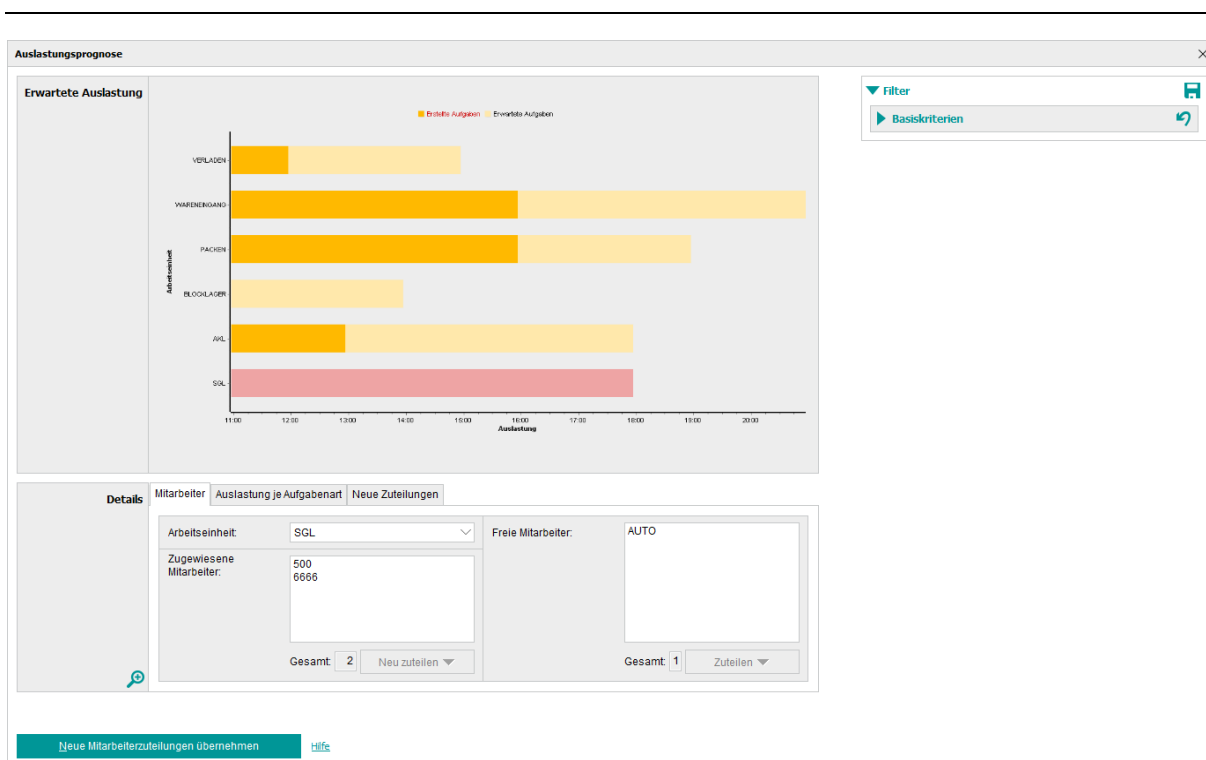 Auslastungsprognose
Erwartete Auslastung
Erstellte Aufgaben Erwartete Aufgaben
VERLADEN
WARENEINGANG
PACKEN
BLOCKLAGER
AKL
SGL
Arbeitseinheit
11:00 12:00 13:00 14:00 15:00 16:00 17:00 18:00 19:00 20:00
Auslastung
Filter
Basiskriterien
Details
Mitarbeiter Auslastung je Aufgabenart Neue Zuteilungen
Arbeitseinheit: SGL
Zugewiesene
Mitarbeiter:
500
6666
Gesamt: 2 Neu zuteilen
Freie Mitarbeiter: AUTO
Gesamt: 1 Zuteilen
Neue Mitarbeiterzuteilungen übernehmen Hilfe